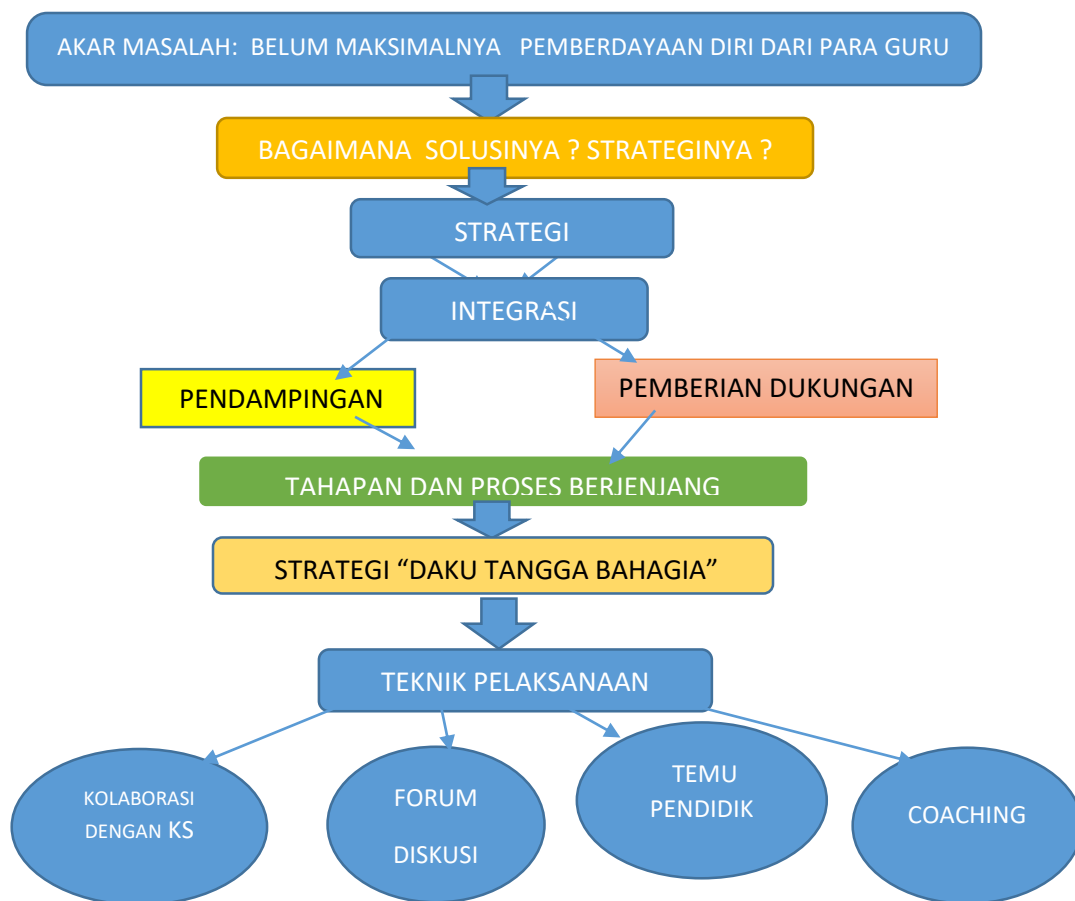 AKAR MASALAH: BELUM MAKSIMALNYA PEMBERDAYAAN DIRI DARI PARA GURU
BAGAIMANA SOLUSINYA ? STRATEGINYA ?
STRATEGI
INTEGRASI
PENDAMPINGAN
PEMBERIAN DUKUNGAN
TAHAPAN DAN PROSES BERJENJANG
STRATEGI “DAKU TANGGA BAHAGIA”
TEKNIK PELAKSANAAN
KOLABORASI
DENGAN KS
FORUM
DISKUSI
TEMU
PENDIDIK
COACHING